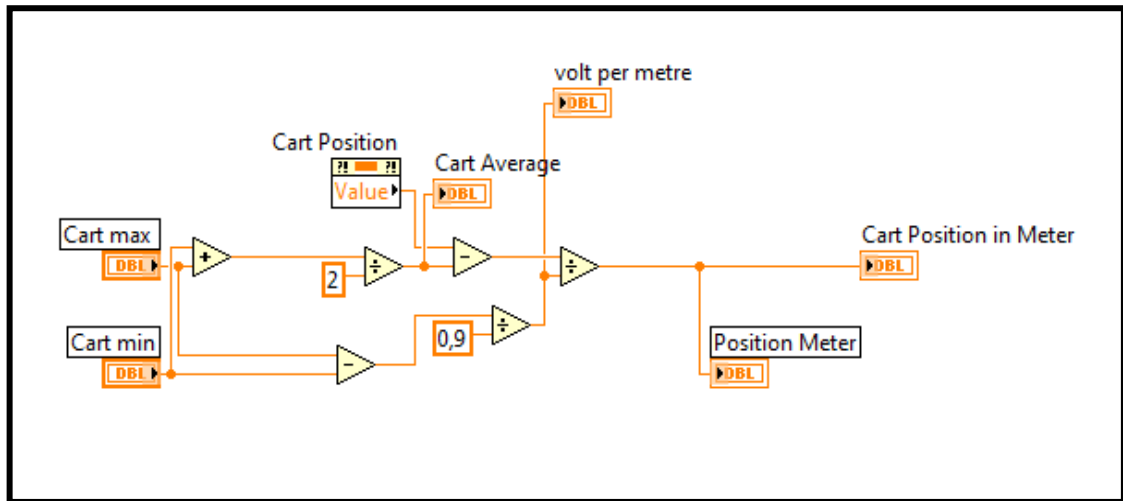 volt per metre
DBL
Cart Position
?! ?!
Value
Cart Average
DBL
Cart max
DBL
+
÷
2
-
÷
Cart Position in Meter
DBL
Cart min
DBL
-
÷
0,9
Position Meter
DBL